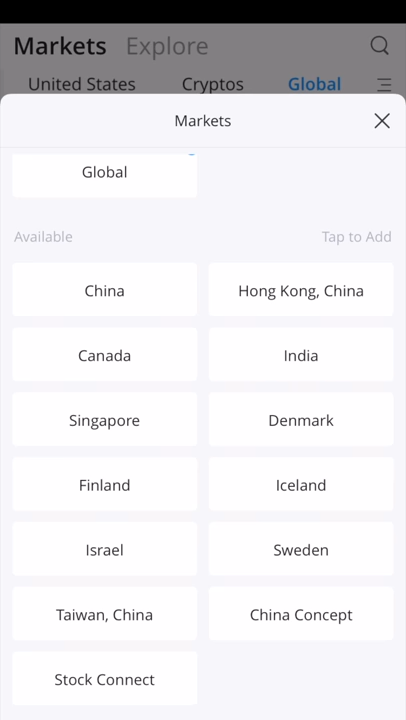 Markets Explore
United States Cryptos Global
Markets
Global
Available Tap to Add
China Hong Kong, China
Canada India
Singapore Denmark
Finland Iceland
Israel Sweden
Taiwan, China China Concept
Stock Connect